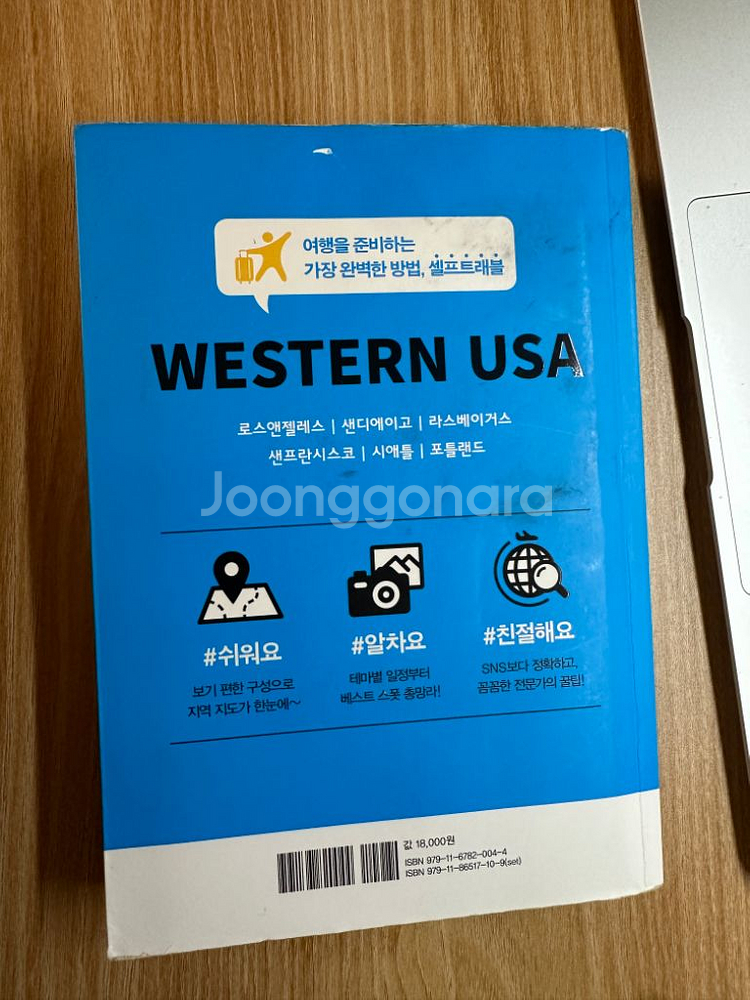 여행을 준비하는
가장 완벽한 방법, 셀프트래블
WESTERN USA
로스앤젤레스 | 샌디에이고 | 라스베이거스
샌프란시스코 | 시애틀 | 포틀랜드
Joonggonara
#쉬워요
보기 편한 구성으로
지역 지도가 한눈에~
#알차요
테마별 일정부터
베스트 스폿 총망라!
#친절해요
SNS보다 정확하고,
꼼꼼한 전문가의 꿀팁!
값 18,000원
ISBN 979-11-6782-004-4
ISBN 979-11-86517-10-9(set)